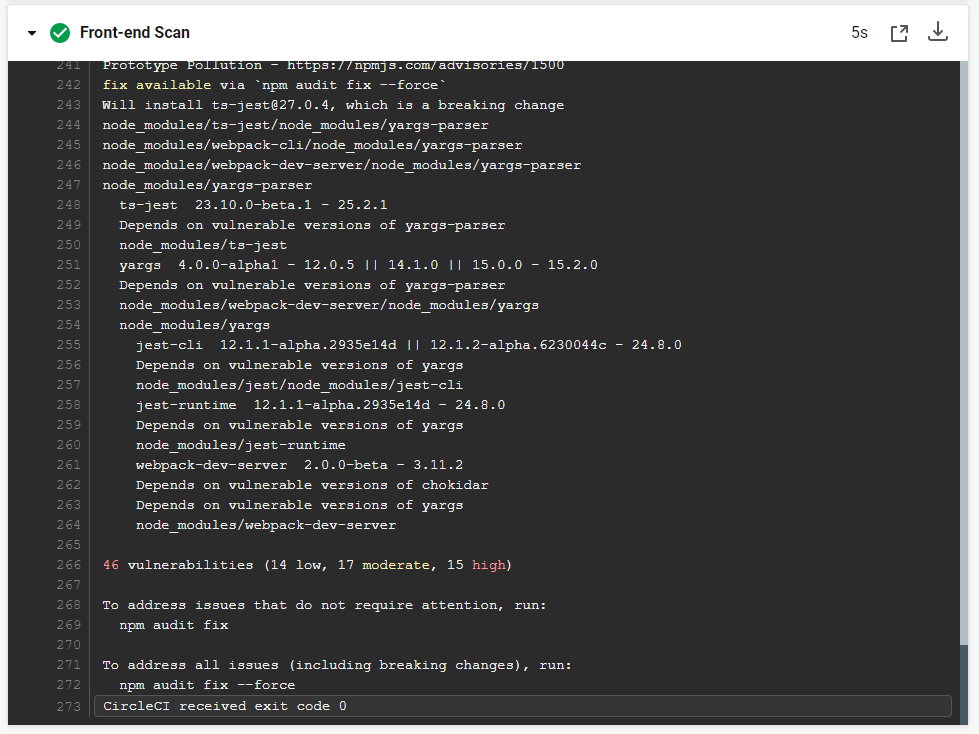 Front-end Scan
5s
241 Prototype Pollution - https://npmjs.com/advisories/1500
242 fix available via `npm audit fix --force`
243 Will install ts-jest@27.0.4, which is a breaking change
244 node_modules/ts-jest/node_modules/yargs-parser
245 node_modules/webpack-cli/node_modules/yargs-parser
246 node_modules/webpack-dev-server/node_modules/yargs-parser
247 node_modules/yargs-parser
248   ts-jest  23.10.0-beta.1 - 25.2.1
249   Depends on vulnerable versions of yargs-parser
250   node_modules/ts-jest
251   yargs  4.0.0-alpha1 - 12.0.5 || 14.1.0 || 15.0.0 - 15.2.0
252   Depends on vulnerable versions of yargs-parser
253   node_modules/webpack-dev-server/node_modules/yargs
254   node_modules/yargs
255     jest-cli  12.1.1-alpha.2935e14d || 12.1.2-alpha.6230044c - 24.8.0
256     Depends on vulnerable versions of yargs
257     node_modules/jest/node_modules/jest-cli
258     jest-runtime  12.1.1-alpha.2935e14d - 24.8.0
259     Depends on vulnerable versions of yargs
260     node_modules/jest-runtime
261     webpack-dev-server  2.0.0-beta - 3.11.2
262     Depends on vulnerable versions of chokidar
263     Depends on vulnerable versions of yargs
264     node_modules/webpack-dev-server
265
266 46 vulnerabilities (14 low, 17 moderate, 15 high)
267
268 To address issues that do not require attention, run:
269   npm audit fix
270
271 To address all issues (including breaking changes), run:
272   npm audit fix --force
273 CircleCI received exit code 0